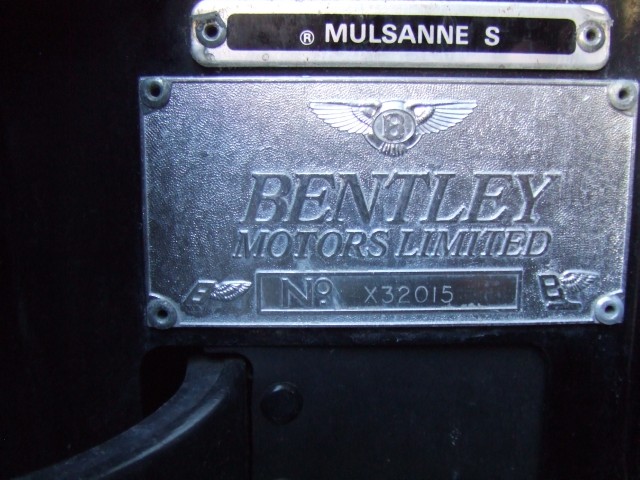 ® MULSANNE S
B
BENTLEY
MOTORS LIMITED
B No. X32015 B